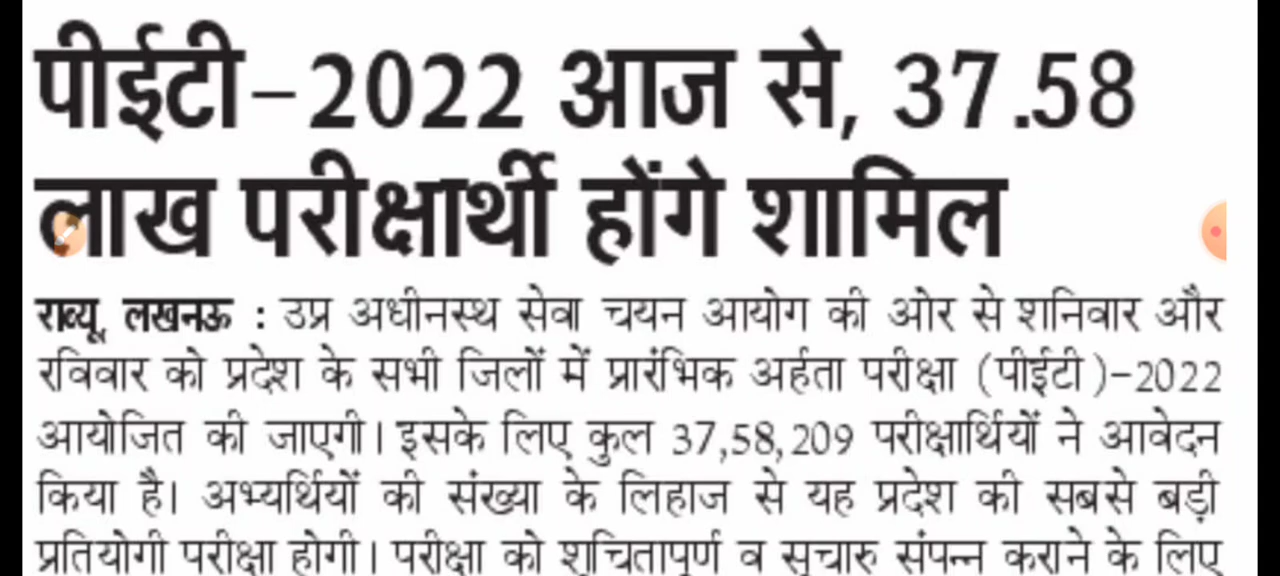 पीईटी-2022 आज से, 37.58
लाख परीक्षार्थी होंगे शामिल
राब्यू, लखनऊ : उप्र अधीनस्थ सेवा चयन आयोग की ओर से शनिवार और
रविवार को प्रदेश के सभी जिलों में प्रारंभिक अर्हता परीक्षा (पीईटी)-2022
आयोजित की जाएगी। इसके लिए कुल 37,58,209 परीक्षार्थियों ने आवेदन
किया है। अभ्यर्थियों की संख्या के लिहाज से यह प्रदेश की सबसे बड़ी
प्रतियोगी परीक्षा होगी। परीक्षा को शुचितापूर्ण व सुचारु संपन्न कराने के लिए